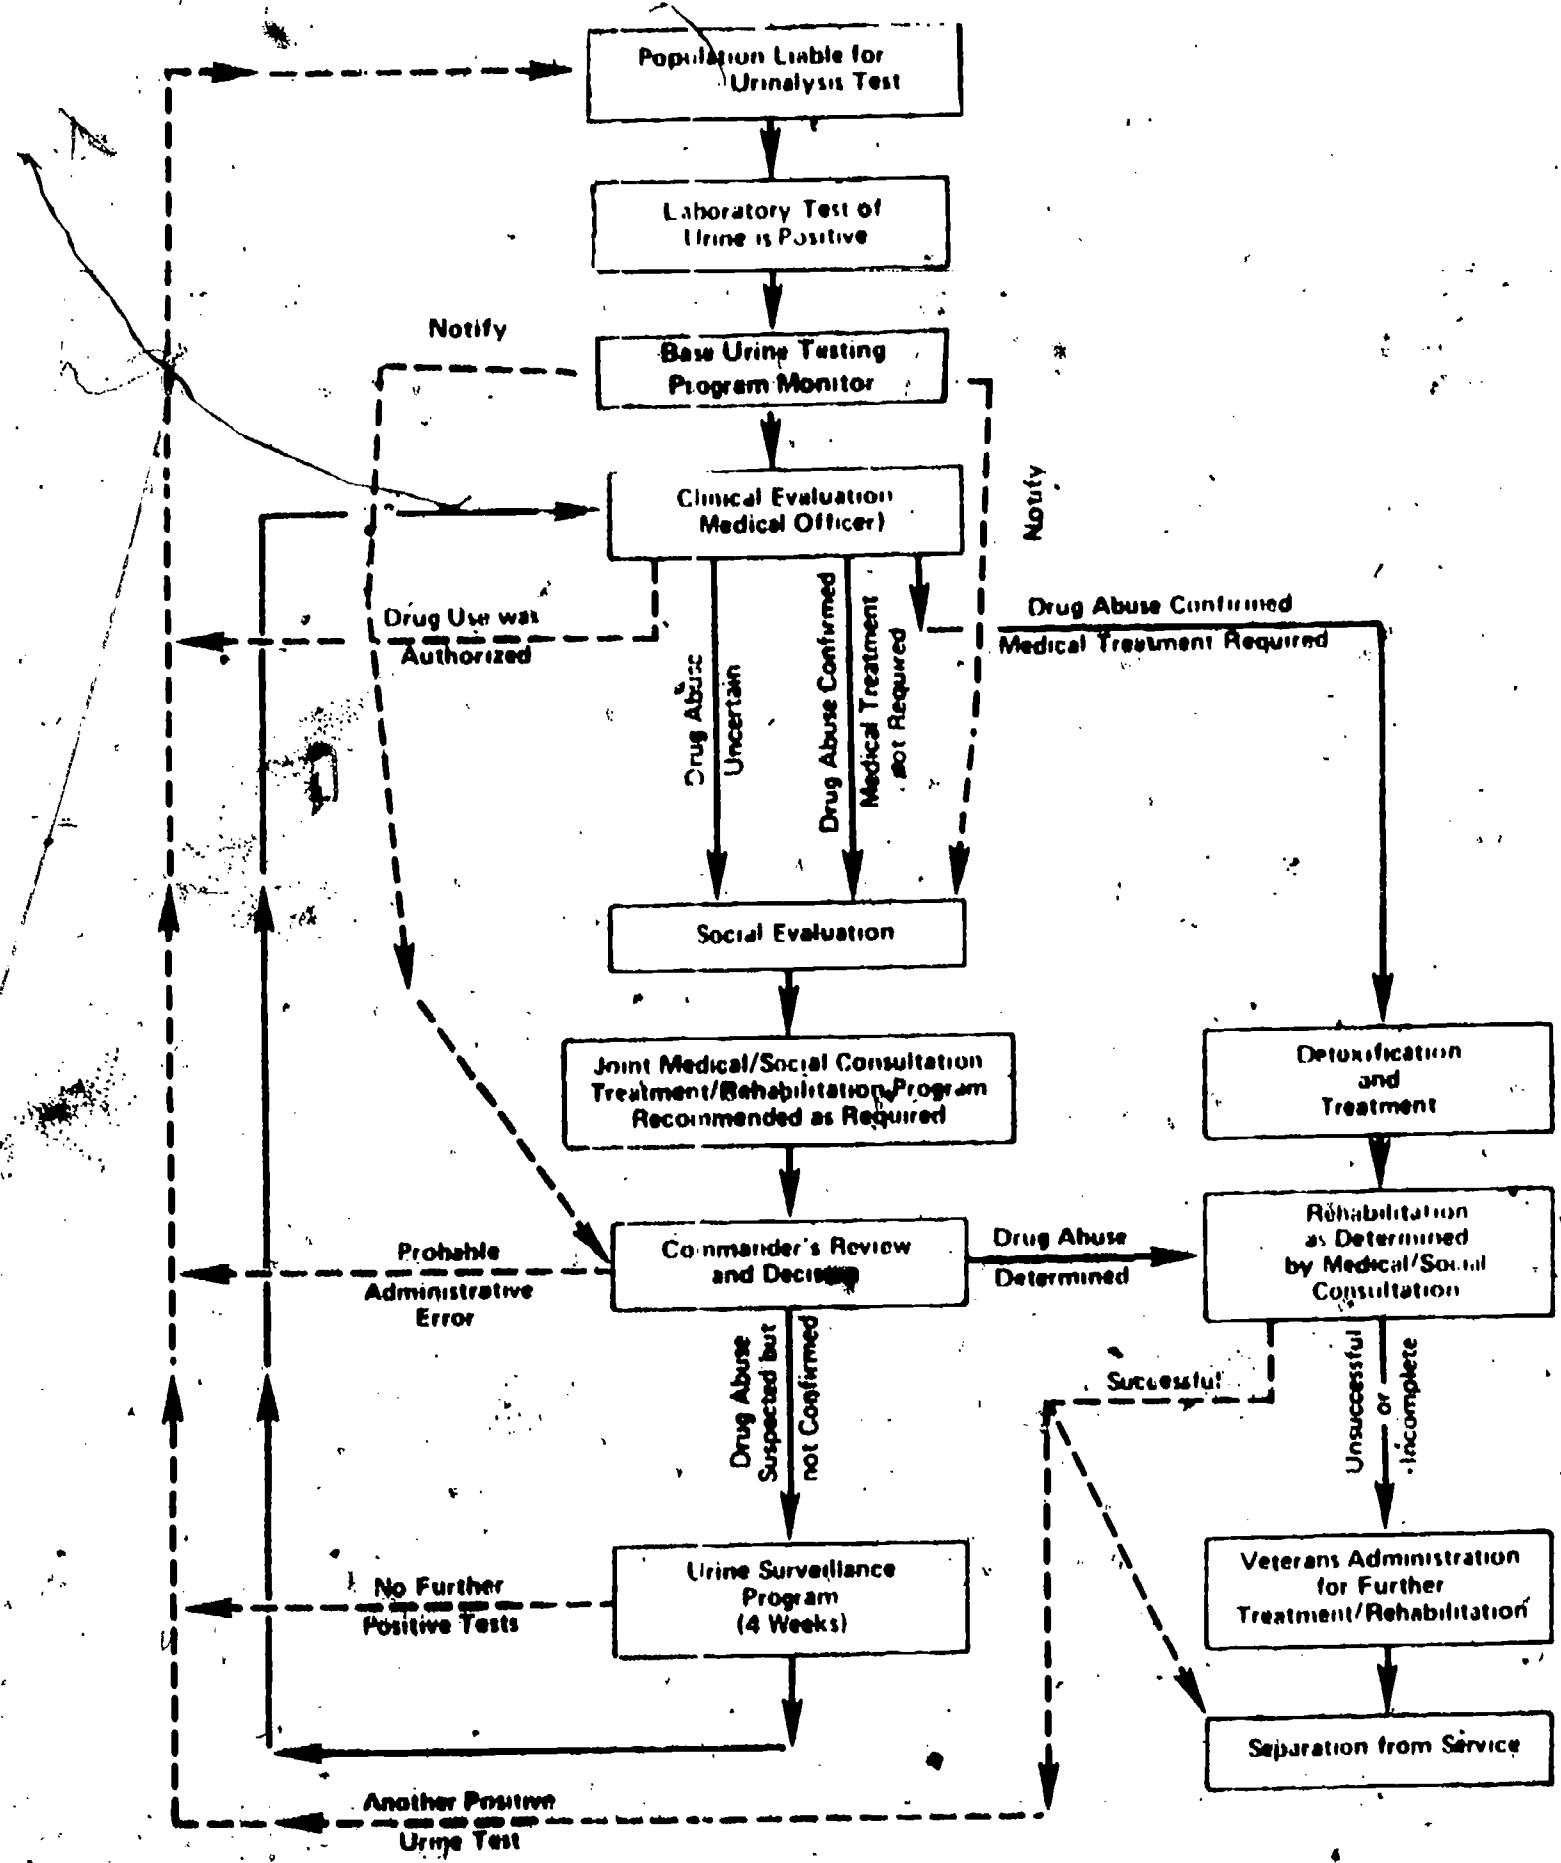 Population Liable for
Urinalysis Test
Laboratory Test of
Urine is Positive
Notify
Base Urine Testing
Program Monitor
Notify
Clinical Evaluation
Medical Officer)
Drug Use was
Authorized
Drug Abuse
Uncertain
Drug Abuse Confirmed
Medical Treatment
not Required
Drug Abuse Confirmed
Medical Treatment Required
Social Evaluation
Joint Medical/Social Consultation
Treatment/Rehabilitation Program
Recommended as Required
Detoxification
and
Treatment
Probable
Administrative
Error
Commander's Review
and Decision
Drug Abuse
Determined
Rehabilitation
as Determined
by Medical/Social
Consultation
Drug Abuse
Suspected but
not Confirmed
Successful
Unsuccessful
or
Incomplete
No Further
Positive Tests
Urine Surveillance
Program
(4 Weeks)
Veterans Administration
for Further
Treatment/Rehabilitation
Separation from Service
Another Positive
Urine Test